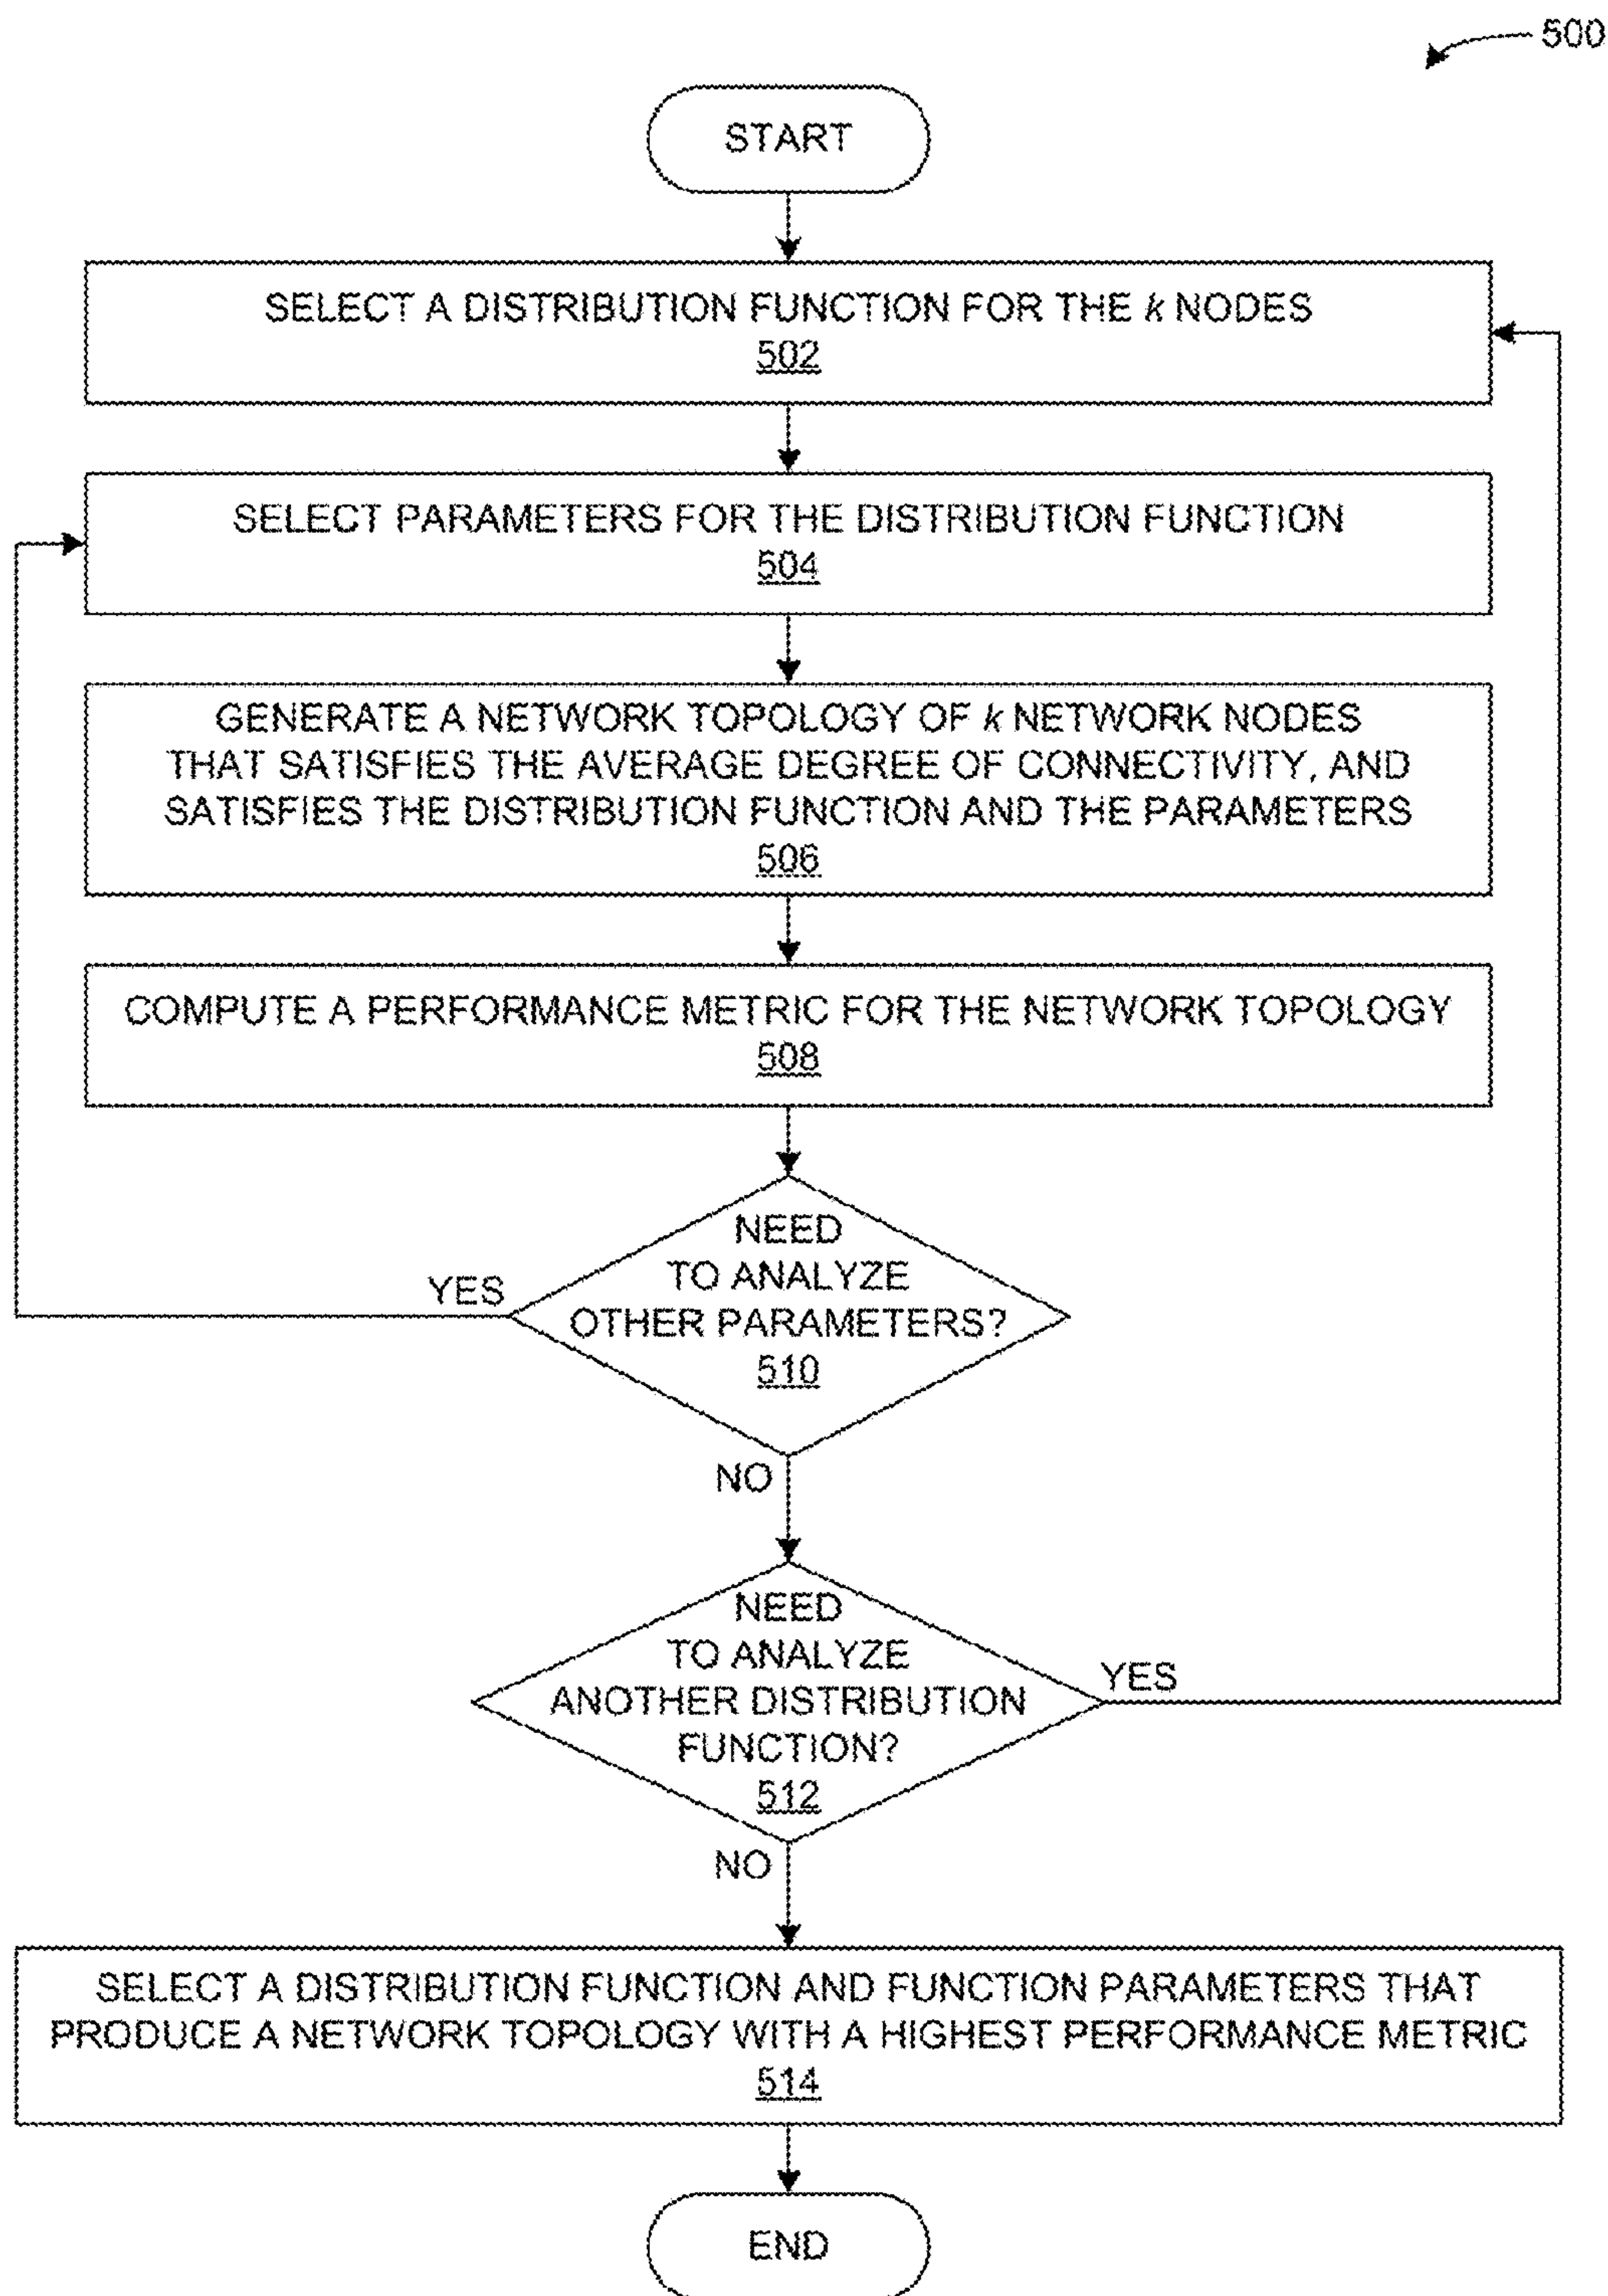 500
START
SELECT A DISTRIBUTION FUNCTION FOR THE k NODES
502
SELECT PARAMETERS FOR THE DISTRIBUTION FUNCTION
504
GENERATE A NETWORK TOPOLOGY OF k NETWORK NODES
THAT SATISFIES THE AVERAGE DEGREE OF CONNECTIVITY, AND
SATISFIES THE DISTRIBUTION FUNCTION AND THE PARAMETERS
506
COMPUTE A PERFORMANCE METRIC FOR THE NETWORK TOPOLOGY
508
NEED
TO ANALYZE
OTHER PARAMETERS?
510
YES
NO
NEED
TO ANALYZE
ANOTHER DISTRIBUTION
FUNCTION?
512
YES
NO
SELECT A DISTRIBUTION FUNCTION AND FUNCTION PARAMETERS THAT
PRODUCE A NETWORK TOPOLOGY WITH A HIGHEST PERFORMANCE METRIC
514
END